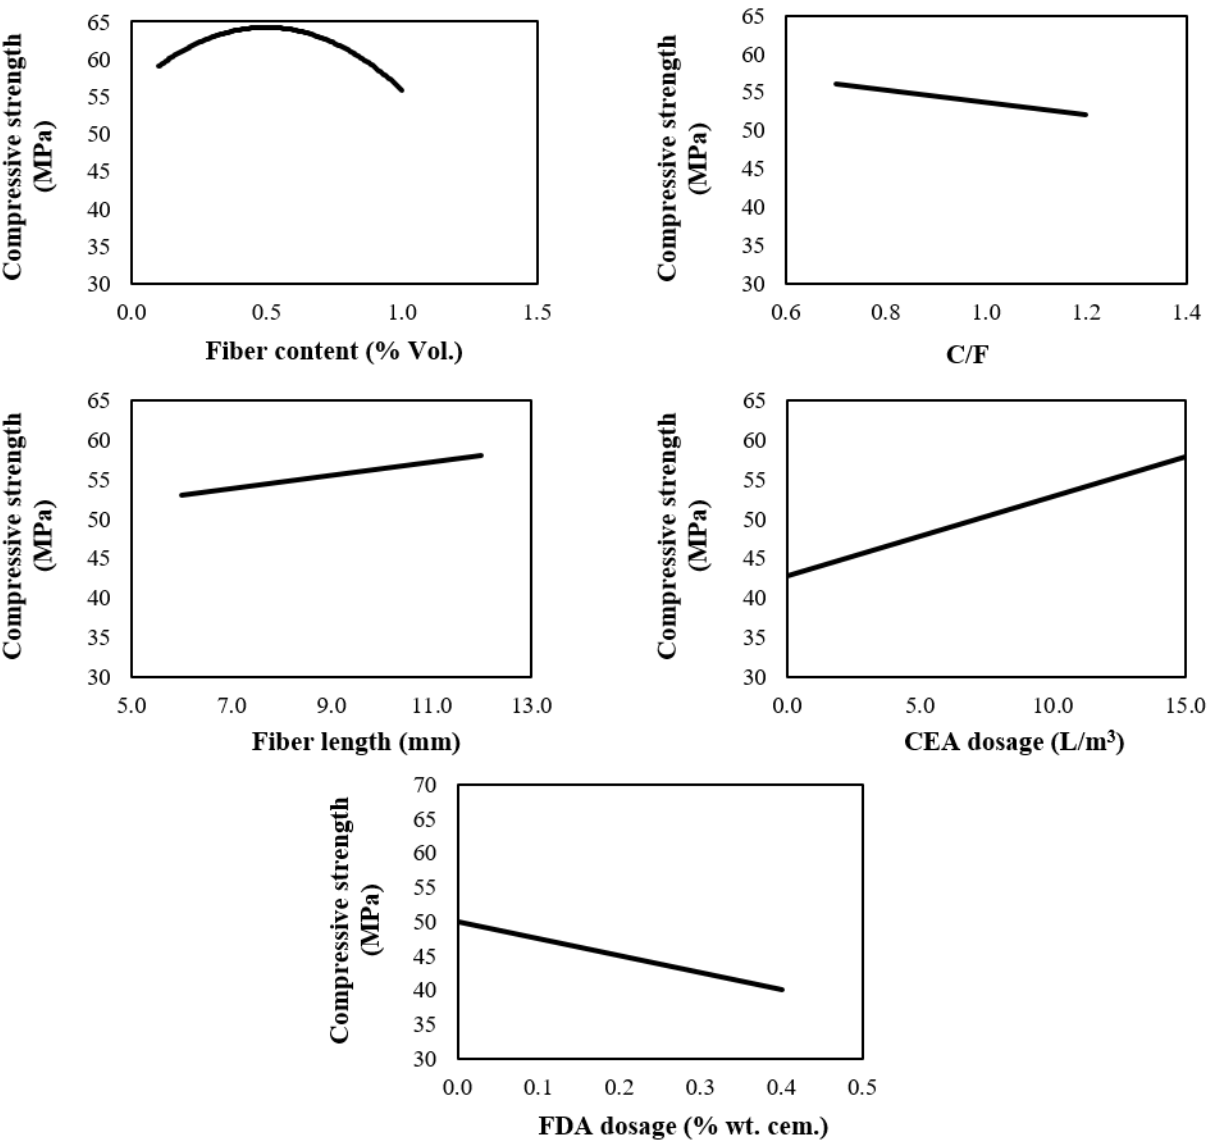 Compressive strength
(MPa)
65
60
55
50
45
40
35
30
0.0 0.5 1.0 1.5
Fiber content (% Vol.)
Compressive strength
(MPa)
65
60
55
50
45
40
35
30
0.6 0.8 1.0 1.2 1.4
C/F
Compressive strength
(MPa)
65
60
55
50
45
40
35
30
5.0 7.0 9.0 11.0 13.0
Fiber length (mm)
Compressive strength
(MPa)
65
60
55
50
45
40
35
30
0.0 5.0 10.0 15.0
CEA dosage (L/m³)
Compressive strength
(MPa)
70
65
60
55
50
45
40
35
30
0.0 0.1 0.2 0.3 0.4 0.5
FDA dosage (% wt. cem.)